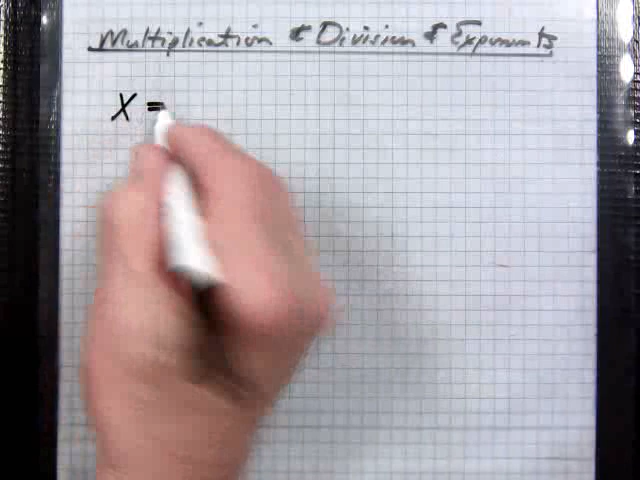 Multiplication & Division & Exponents
X =